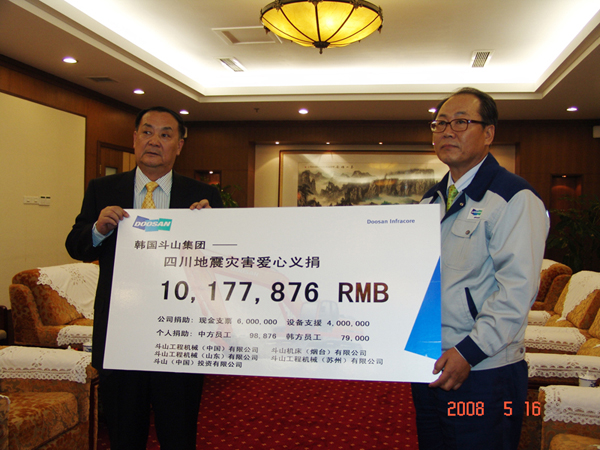 DOOSAN
Doosan Infracore
韩国斗山集团 ——
四川地震灾害爱心义捐
10,177,876 RMB
公司捐助: 现金支票 6,000,000 设备支援 4,000,000
个人捐助: 中方员工 98,876 韩方员工 79,000
斗山工程机械（中国）有限公司 斗山机床（烟台）有限公司
斗山工程机械（山东）有限公司 斗山工程机械（苏州）有限公司
斗山（中国）投资有限公司
DOOSAN
2008 5 16